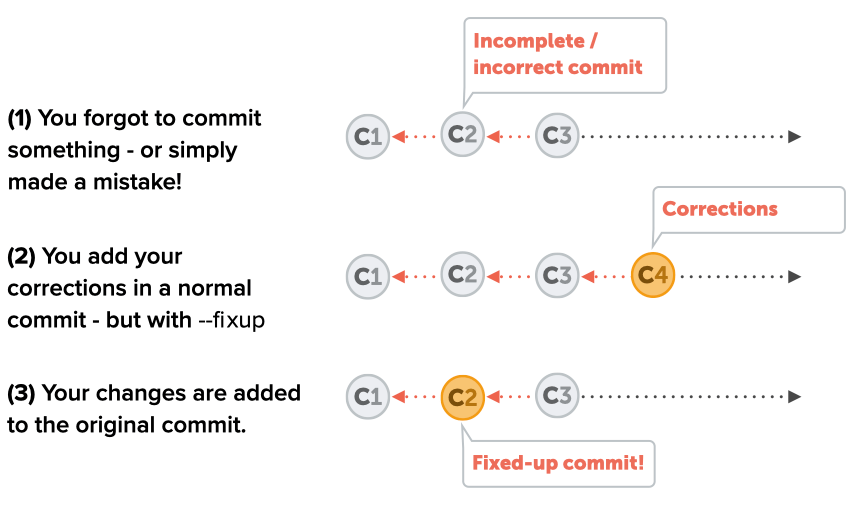 Incomplete /
incorrect commit
(1) You forgot to commit
something - or simply
made a mistake!
C1
C2
C3
Corrections
(2) You add your
corrections in a normal
commit - but with --fixup
C1
C2
C3
C4
(3) Your changes are added
to the original commit.
C1
C2
C3
Fixed-up commit!